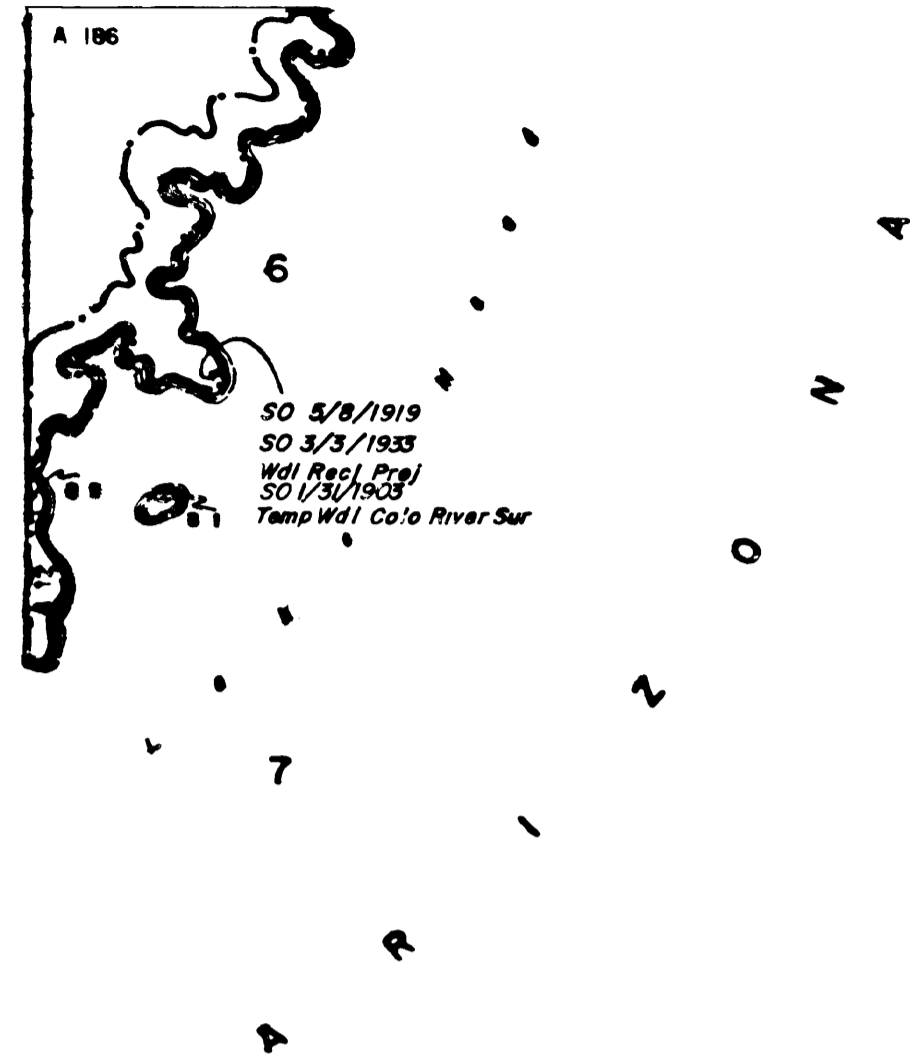 A 186
6
SO 5/8/1919
SO 3/3/1933
Wdl Recl Proj
SO 1/31/1903
Temp Wdl Colo River Sur
7
ARIZONA